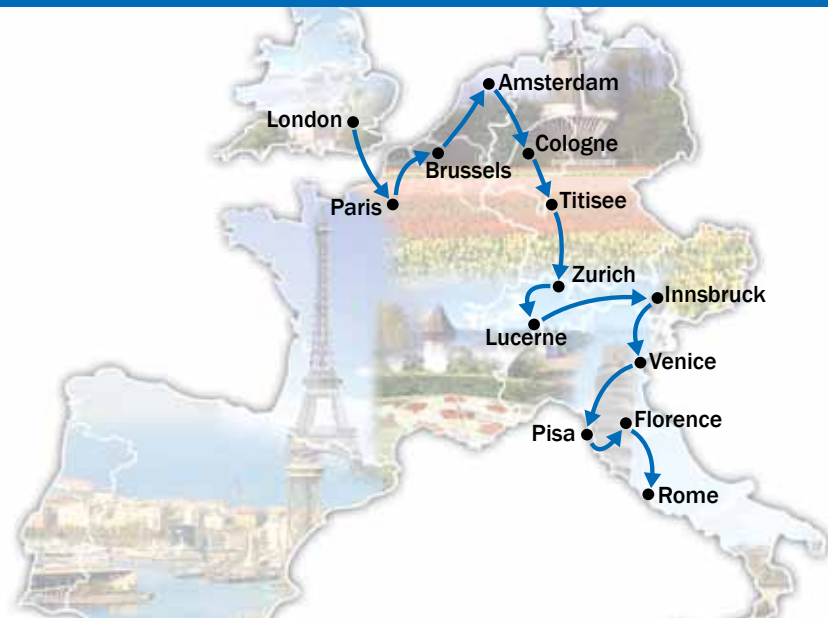 Amsterdam
London
Cologne
Brussels
Paris
Titisee
Zurich
Innsbruck
Lucerne
Venice
Florence
Pisa
Rome